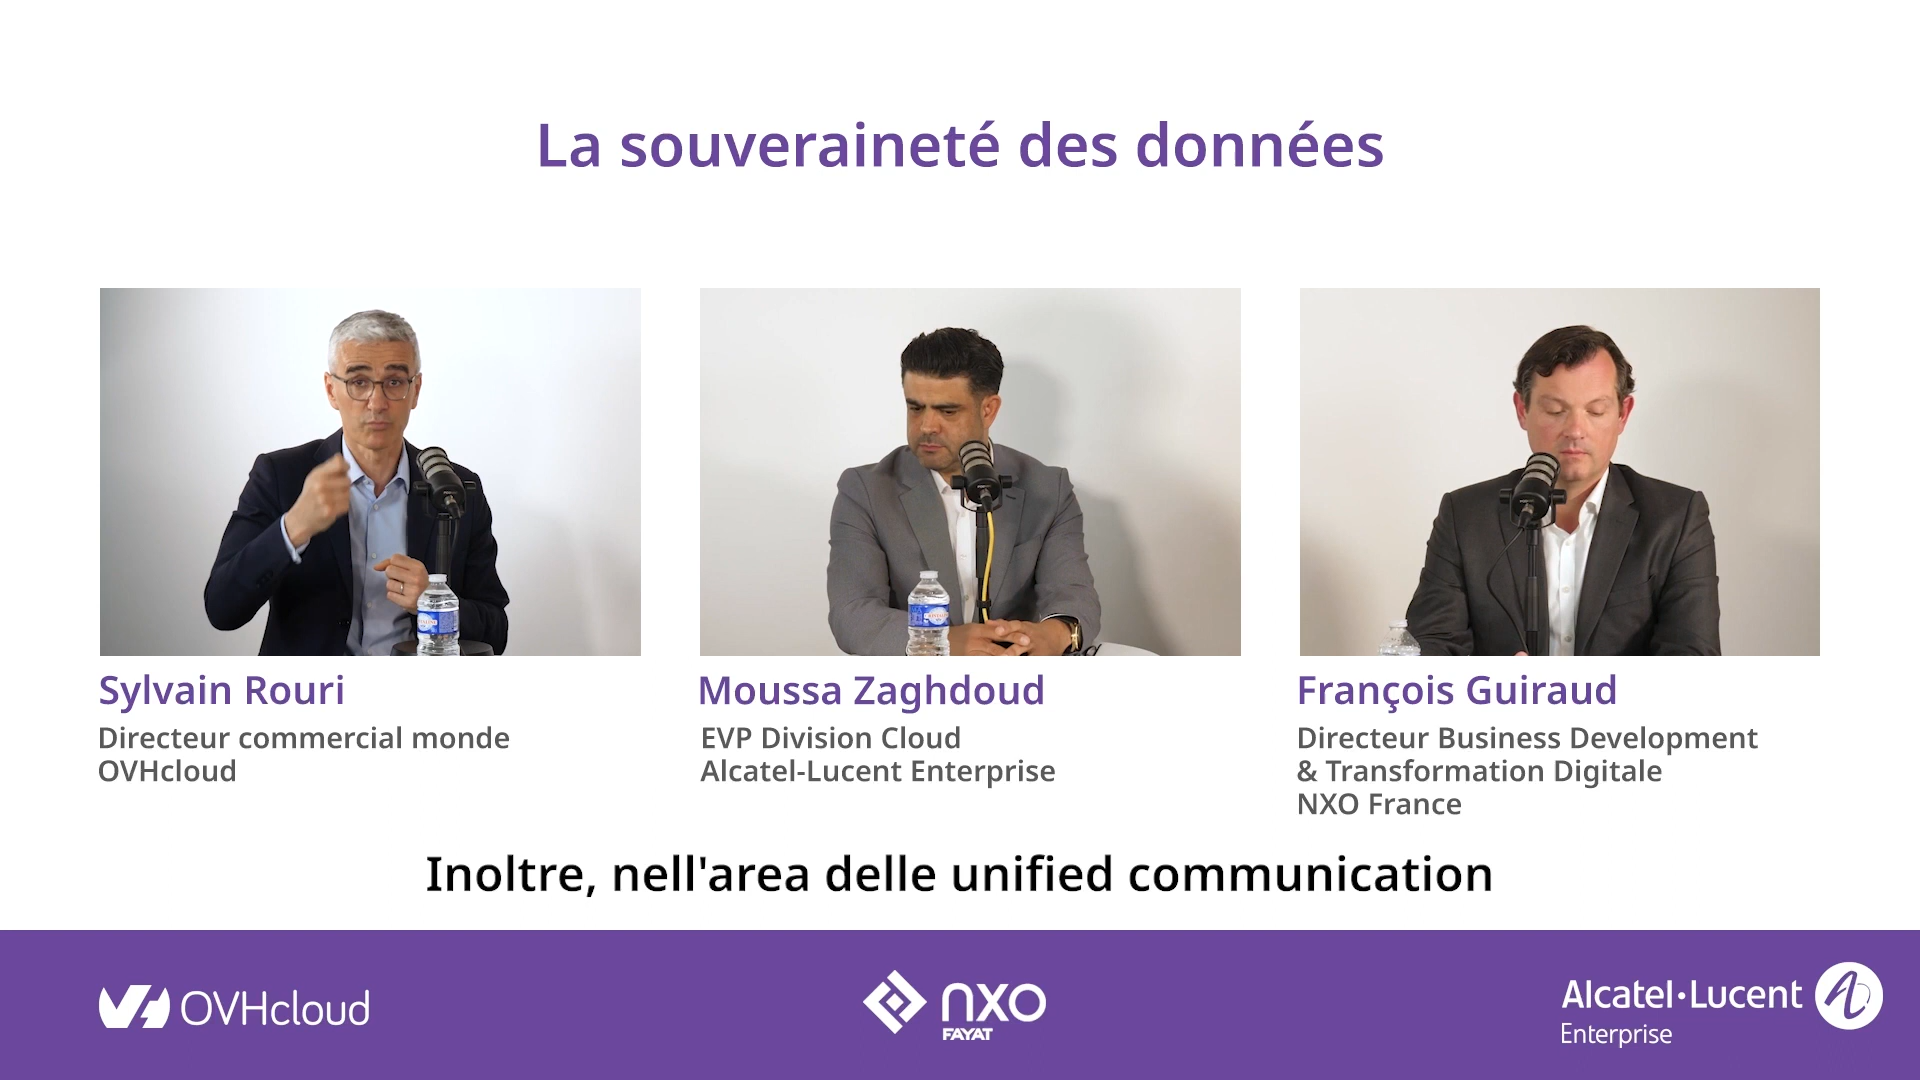 La souveraineté des données
Sylvain Rouri
Directeur commercial monde
OVHcloud
Moussa Zaghdoud
EVP Division Cloud
Alcatel-Lucent Enterprise
François Guiraud
Directeur Business Development
& Transformation Digitale
NXO France
Inoltre, nell'area delle unified communication
OVHcloud
nxo
FAYAT
Alcatel·Lucent
Enterprise